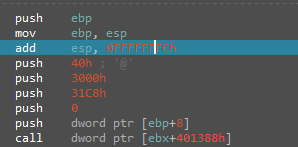 push ebp
mov ebp, esp
add esp, 0FFFFFFFCh
push 40h ; '@'
push 3000h
push 31C8h
push 0
push dword ptr [ebp+8]
call dword ptr [ebx+401388h]